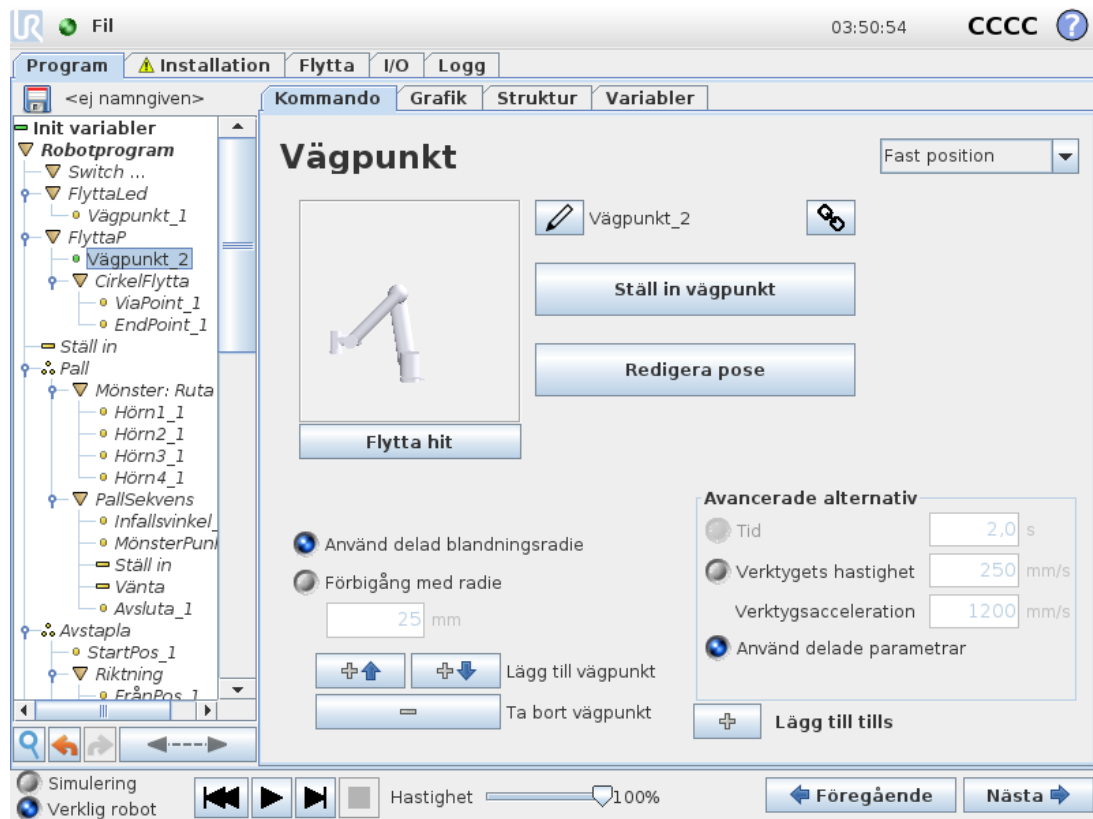 UR Fil 03:50:54 CCCC ?
Program Installation Flytta I/O Logg
<ej namngiven>
Kommando Grafik Struktur Variabler
Init variabler
Robotprogram
Switch ...
FlyttaLed
Vägpunkt_1
FlyttaP
Vägpunkt_2
CirkelFlytta
ViaPoint_1
EndPoint_1
Ställ in
Pall
Mönster: Ruta
Hörn1_1
Hörn2_1
Hörn3_1
Hörn4_1
PallSekvens
Infallsvinkel_
MönsterPun
Ställ in
Vänta
Avsluta_1
Avstapla
StartPos_1
Riktning
FrånPos_1
Vägpunkt
Fast position
Vägpunkt_2
Ställ in vägpunkt
Redigera pose
Flytta hit
Använd delad blandningsradie
Förbigång med radie
25 mm
Lägg till vägpunkt
Ta bort vägpunkt
Avancerade alternativ
Tid 2,0 s
Verktygets hastighet 250 mm/s
Verktygsacceleration 1200 mm/s
Använd delade parametrar
Lägg till tills
Simulering
Verklig robot
Hastighet 100%
Föregående
Nästa